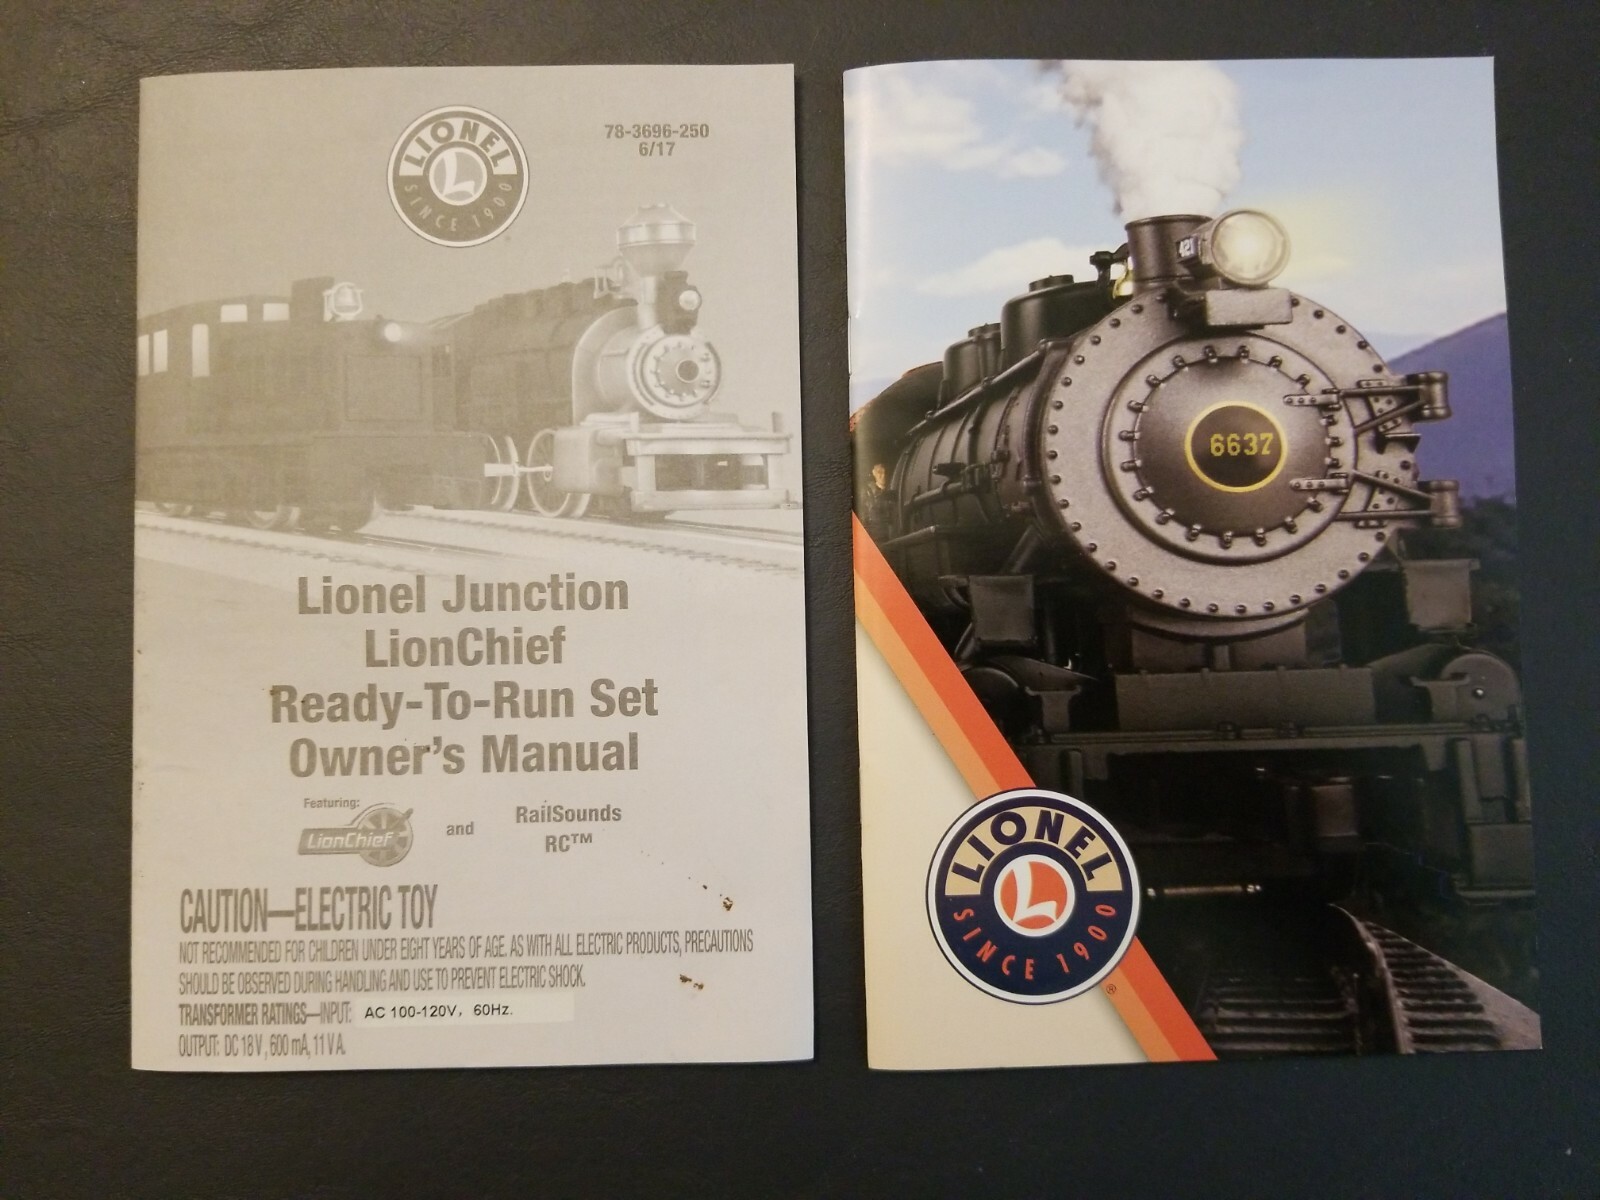 LIONEL
L
SINCE 1900
78-3696-250
6/17
Lionel Junction
LionChief
Ready-To-Run Set
Owner's Manual
Featuring:
LionChief
and
RailSounds
RC™
CAUTION—ELECTRIC TOY
NOT RECOMMENDED FOR CHILDREN UNDER EIGHT YEARS OF AGE. AS WITH ALL ELECTRIC PRODUCTS, PRECAUTIONS
SHOULD BE OBSERVED DURING HANDLING AND USE TO PREVENT ELECTRIC SHOCK.
TRANSFORMER RATINGS—INPUT: AC 100-120V, 60Hz.
OUTPUT: DC 18V, 600 mA, 11 VA.
6637
LIONEL
L
SINCE 1900
®